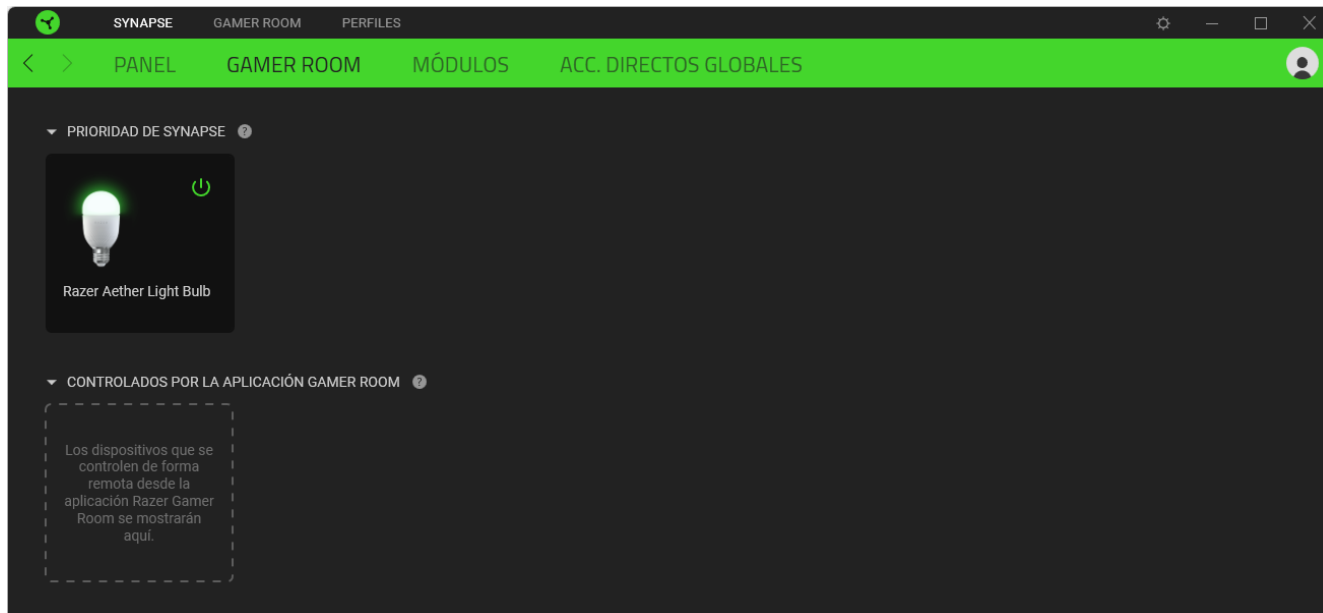 SYNAPSE GAMER ROOM PERFILES
PANEL GAMER ROOM MÓDULOS ACC. DIRECTOS GLOBALES
PRIORIDAD DE SYNAPSE ?
Razer Aether Light Bulb
CONTROLADOS POR LA APLICACIÓN GAMER ROOM ?
Los dispositivos que se
controlen de forma
remota desde la
aplicación Razer Gamer
Room se mostrarán
aquí.